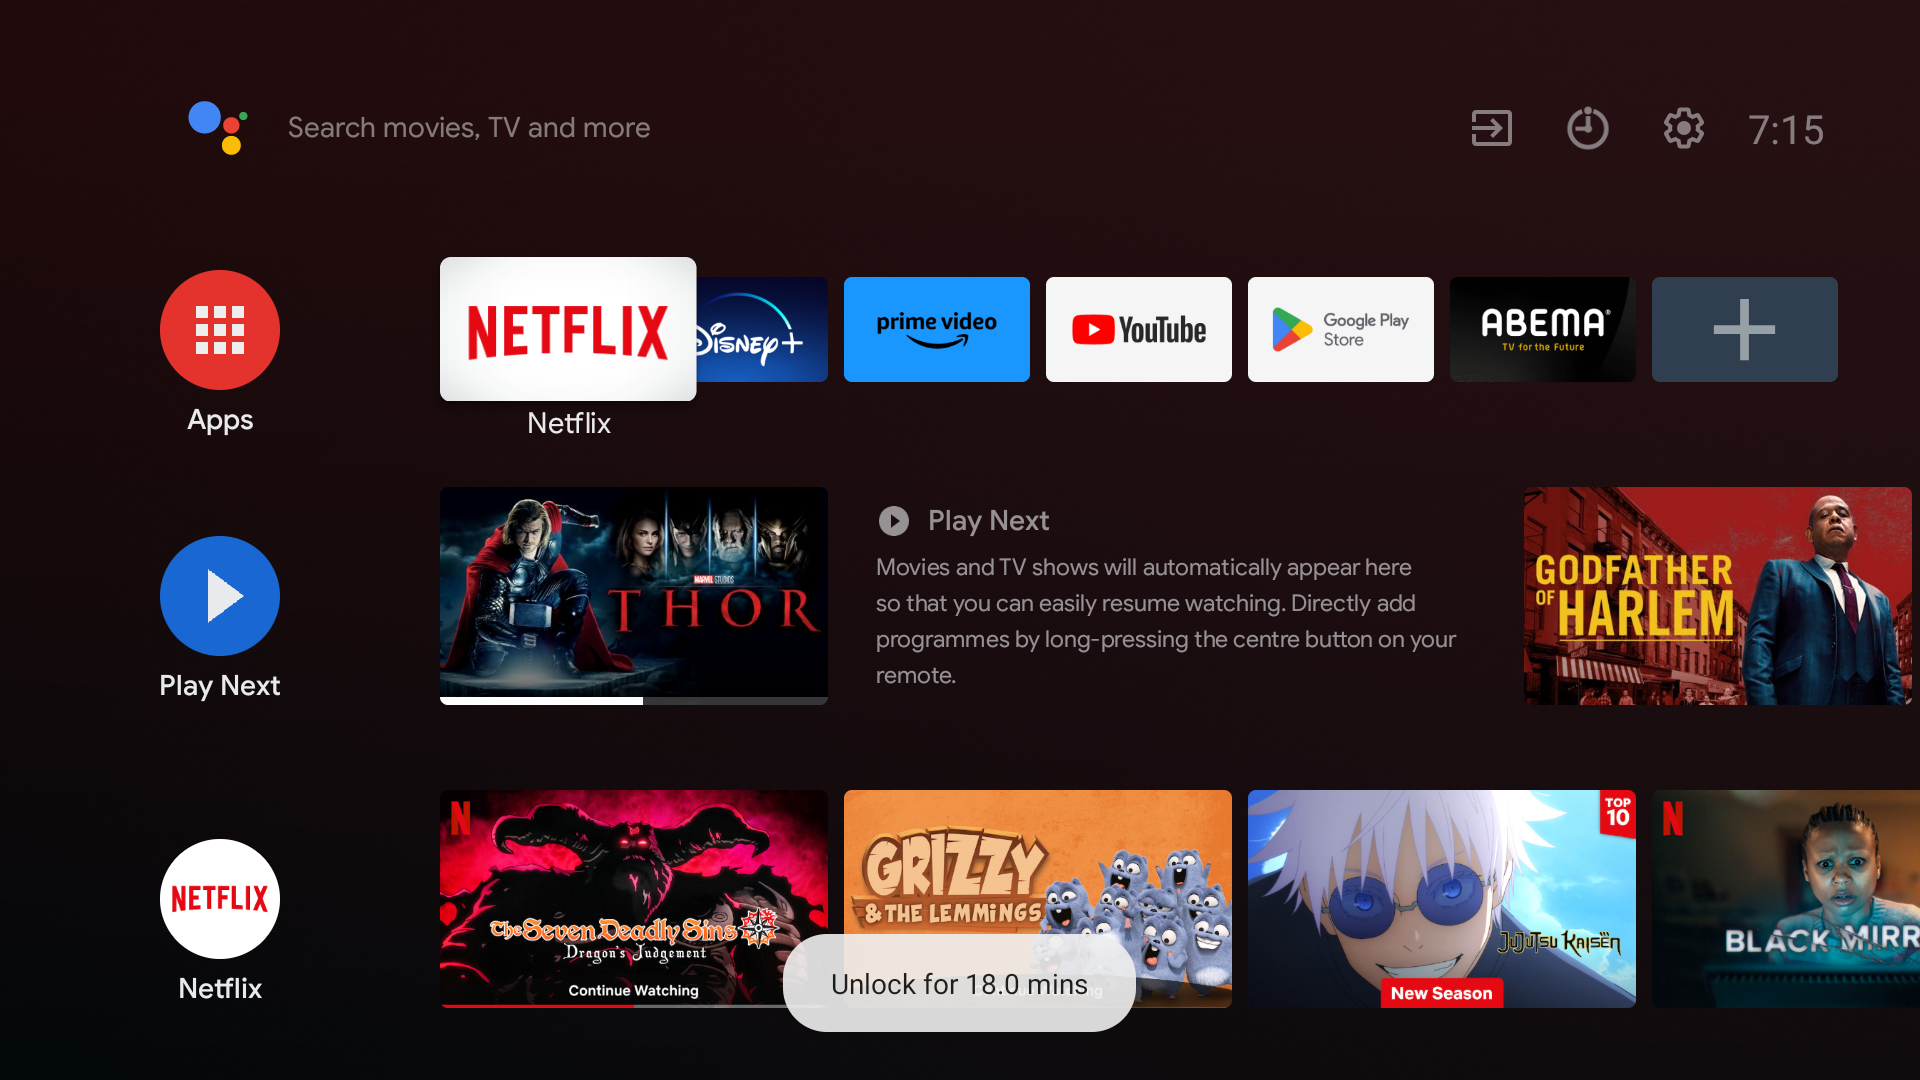 Search movies, TV and more
7:15
NETFLIX
Disney+
prime video
YouTube
Google Play
Store
ABEMA
TV for the Future
Apps
Netflix
MARVEL STUDIOS
THOR
Play Next
Movies and TV shows will automatically appear here
so that you can easily resume watching. Directly add
programmes by long-pressing the centre button on your
remote.
GODFATHER
OF HARLEM
Play Next
N
The Seven Deadly Sins
Dragon's Judgement
Continue Watching
GRIZZY
& THE LEMMINGS
TOP
10
JUJUTSU KAISEN
New Season
N
BLACK MIRR
NETFLIX
Netflix
Unlock for 18.0 mins